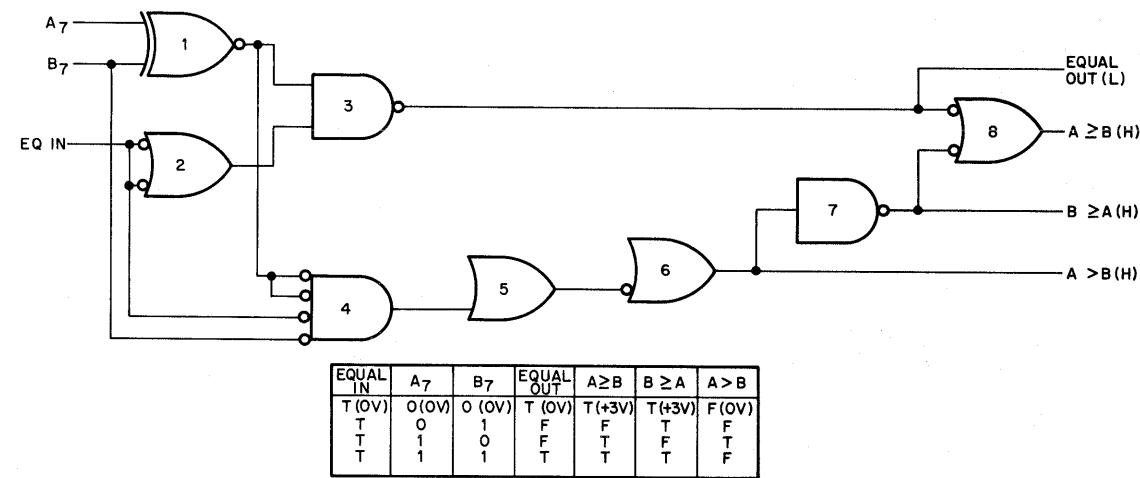 A7
B7
EQ IN
1
2
3
4
5
6
7
8
EQUAL
OUT (L)
A ≥ B (H)
B ≥ A (H)
A > B (H)
EQUAL IN A7 B7 EQUAL OUT A≥B B≥A A>B
T (0V) 0 (0V) 0 (0V) T (0V) T(+3V) T(+3V) F(0V)
T 0 1 F F T F
T 1 0 F T F T
T 1 1 T T T F